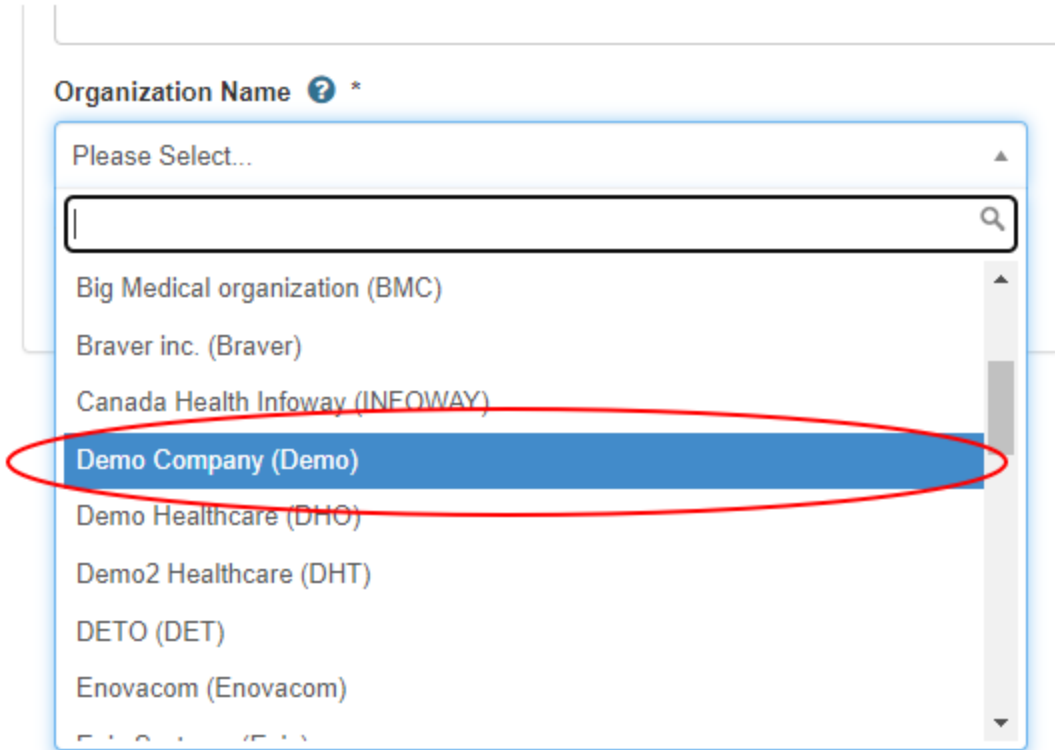 Organization Name ? *
Please Select...
Big Medical organization (BMC)
Braver inc. (Braver)
Canada Health Infoway (INFOWAY)
Demo Company (Demo)
Demo Healthcare (DHO)
Demo2 Healthcare (DHT)
DETO (DET)
Enovacom (Enovacom)